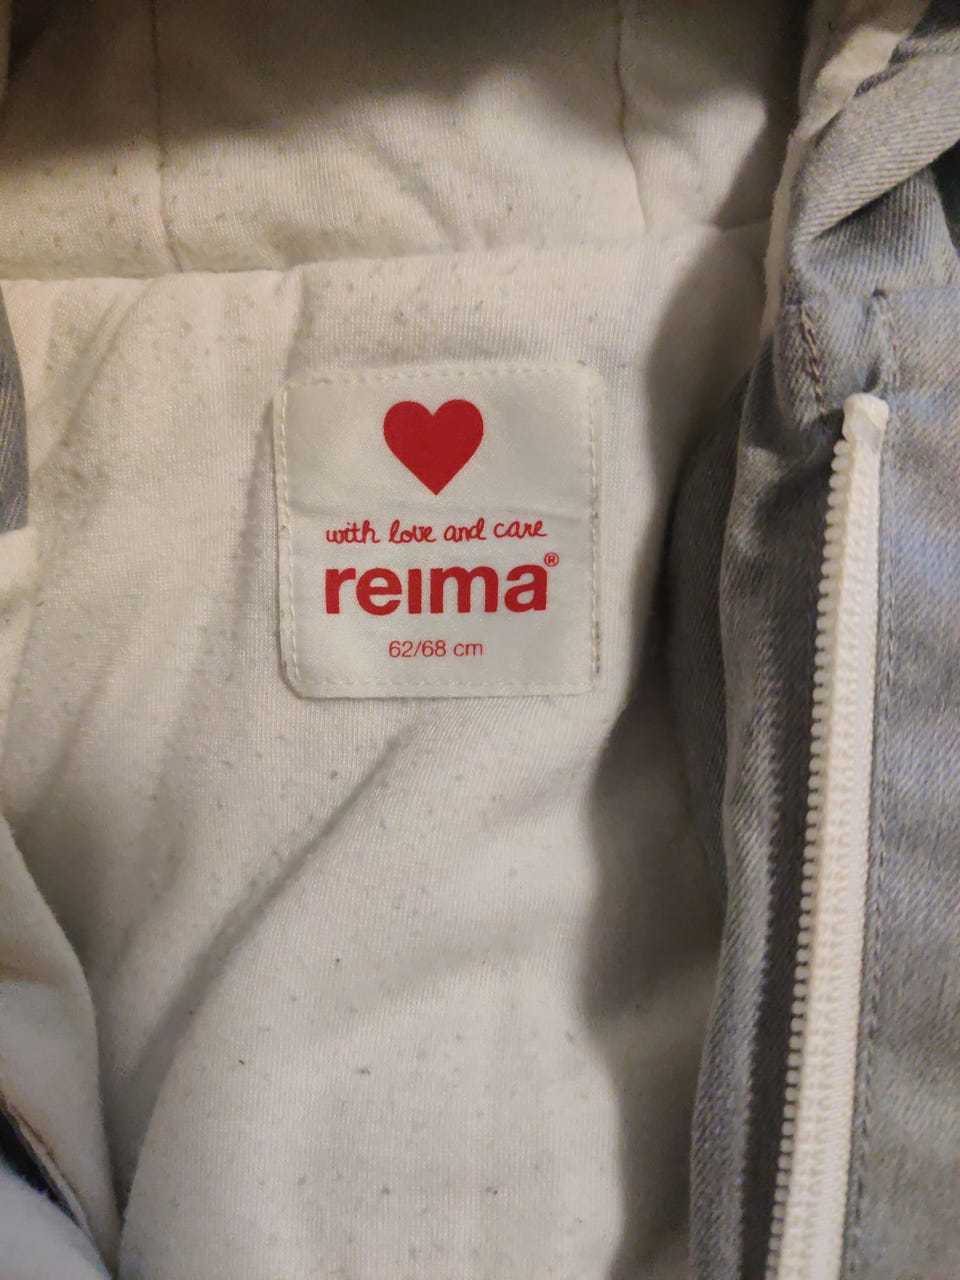 with love and care
reima®
62/68 cm